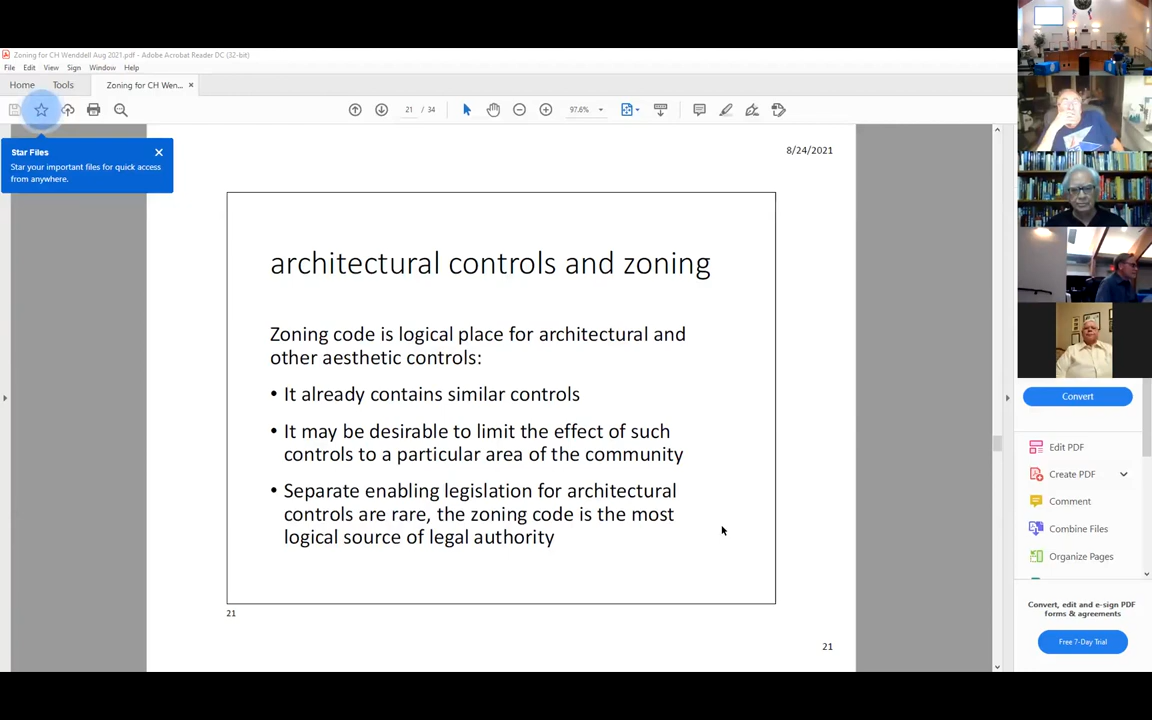 Zoning for CH Wenddell Aug 2021.pdf - Adobe Acrobat Reader DC (32-bit)
File Edit View Sign Window Help
Home Tools Zoning for CH Wen... ×
21 / 34 97.6%
Star Files
Star your important files for quick access
from anywhere.
8/24/2021
architectural controls and zoning
Zoning code is logical place for architectural and
other aesthetic controls:
• It already contains similar controls
• It may be desirable to limit the effect of such
controls to a particular area of the community
• Separate enabling legislation for architectural
controls are rare, the zoning code is the most
logical source of legal authority
21
21
Convert
Edit PDF
Create PDF
Comment
Combine Files
Organize Pages
Convert, edit and e-sign PDF
forms & agreements
Free 7-Day Trial